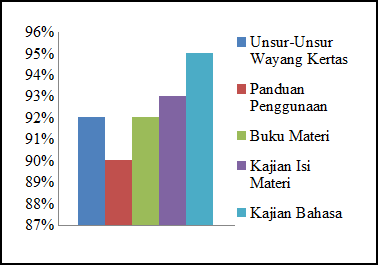 96%
95%
94%
93%
92%
91%
90%
89%
88%
87%
Unsur-Unsur
Wayang Kertas
Panduan
Penggunaan
Buku Materi
Kajian Isi
Materi
Kajian Bahasa